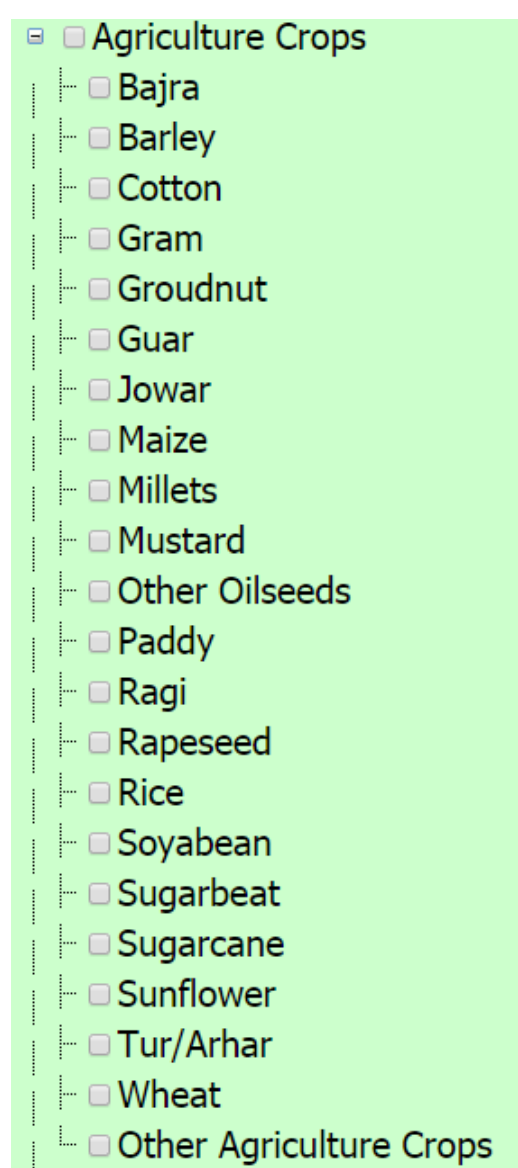 Agriculture Crops
Bajra
Barley
Cotton
Gram
Groudnut
Guar
Jowar
Maize
Millets
Mustard
Other Oilseeds
Paddy
Ragi
Rapeseed
Rice
Soyabean
Sugarbeat
Sugarcane
Sunflower
Tur/Arhar
Wheat
Other Agriculture Crops